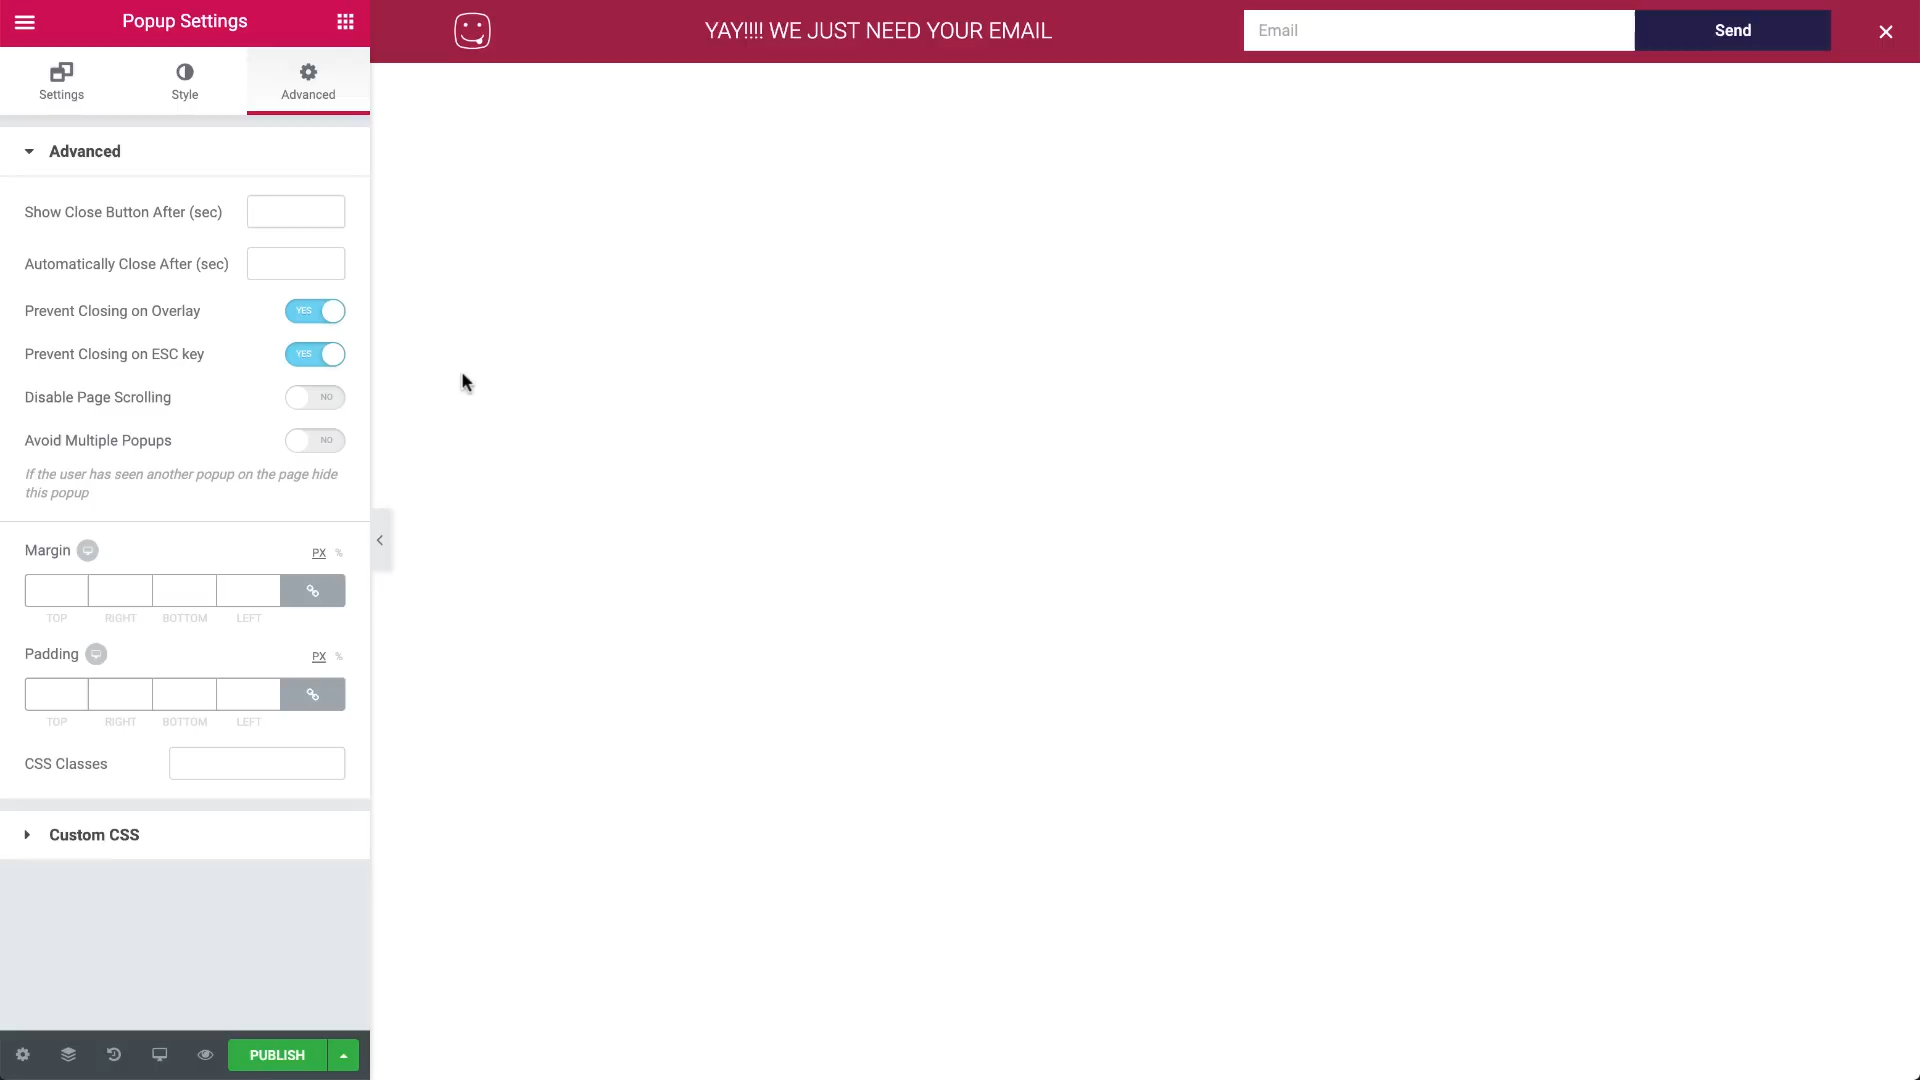 Popup Settings
YAY!!!! WE JUST NEED YOUR EMAIL
Email
Send
Settings
Style
Advanced
Advanced
Show Close Button After (sec)
Automatically Close After (sec)
Prevent Closing on Overlay
YES
Prevent Closing on ESC key
YES
Disable Page Scrolling
NO
Avoid Multiple Popups
NO
If the user has seen another popup on the page hide
this popup
Margin
PX %
TOP RIGHT BOTTOM LEFT
Padding
PX %
TOP RIGHT BOTTOM LEFT
CSS Classes
Custom CSS
PUBLISH